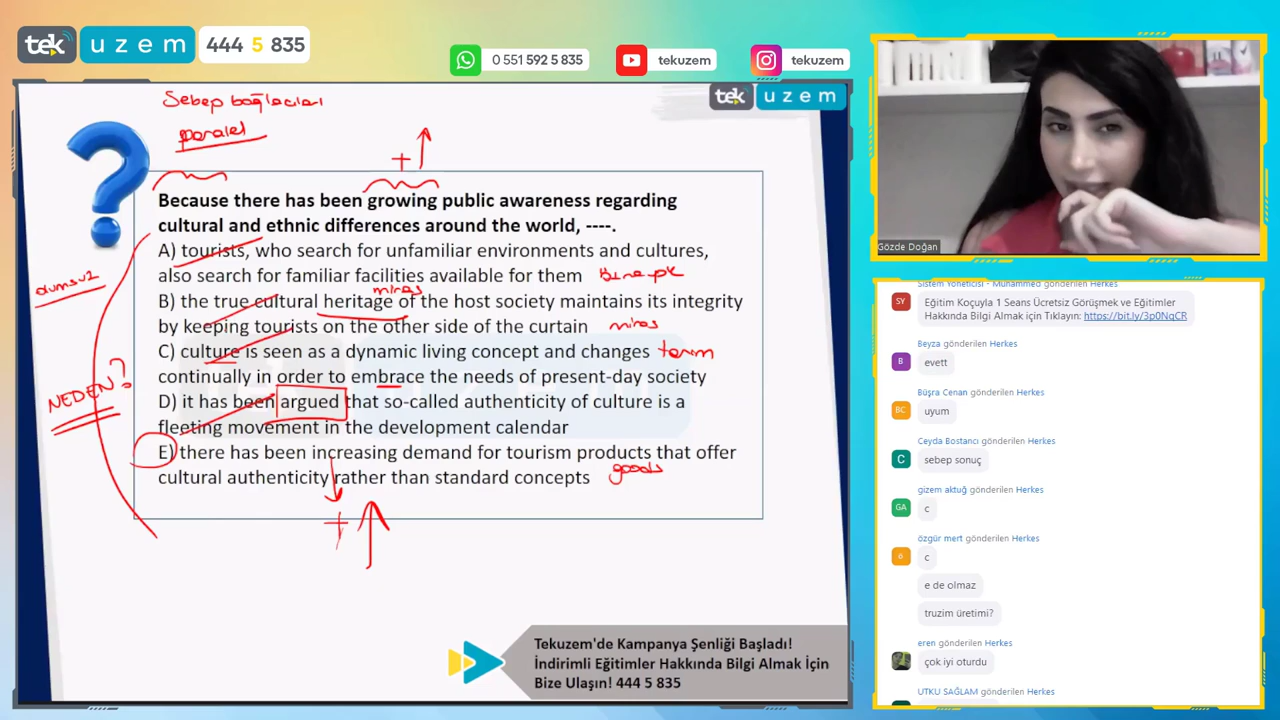 tek uzem 444 5 835
0 551 592 5 835
tekuzem
tekuzem
tek uzem
Sebep bağlaçları
paralel
+
Because there has been growing public awareness regarding
cultural and ethnic differences around the world, ----.
A) tourists, who search for unfamiliar environments and cultures,
also search for familiar facilities available for them
miras
B) the true cultural heritage of the host society maintains its integrity
by keeping tourists on the other side of the curtain miras
C) culture is seen as a dynamic living concept and changes
continually in order to embrace the needs of present-day society
D) it has been argued that so-called authenticity of culture is a
fleeting movement in the development calendar
E) there has been increasing demand for tourism products that offer
cultural authenticity rather than standard concepts goods
+
olumsuz
NEDEN?
Tekuzem'de Kampanya Şenliği Başladı!
İndirimli Eğitimler Hakkında Bilgi Almak İçin
Bize Ulaşın! 444 5 835
Gözde Doğan
Sistem Yöneticisi - Muhammed gönderilen Herkes
SY
Eğitim Koçuyla 1 Seans Ücretsiz Görüşmek ve Eğitimler
Hakkında Bilgi Almak için Tıklayın: https://bit.ly/3p0NqCR
Beyza gönderilen Herkes
B
evett
Büşra Cenan gönderilen Herkes
BC
uyum
Ceyda Bostancı gönderilen Herkes
C
sebep sonuç
gizem aktuğ gönderilen Herkes
GA
c
özgür mert gönderilen Herkes
ö
c
e de olmaz
truzim üretimi?
eren gönderilen Herkes
çok iyi oturdu
UTKU SAĞLAM gönderilen Herkes